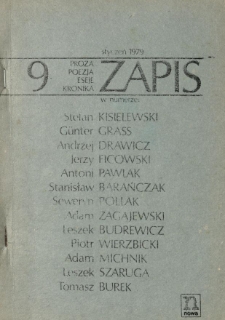 styczeń 1979
9 PROZA POEZJA ESEJE KRONIKA ZAPIS
w numerze:
Stefan KISIELEWSKI
Günter GRASS
Andrzej DRAWICZ
Jerzy FICOWSKI
Antoni PAWLAK
Stanisław BARAŃCZAK
Seweryn POLLAK
Adam ZAGAJEWSKI
Leszek BUDREWICZ
Piotr WIERZBICKI
Adam MICHNIK
Leszek SZARUGA
Tomasz BUREK
n
nowa